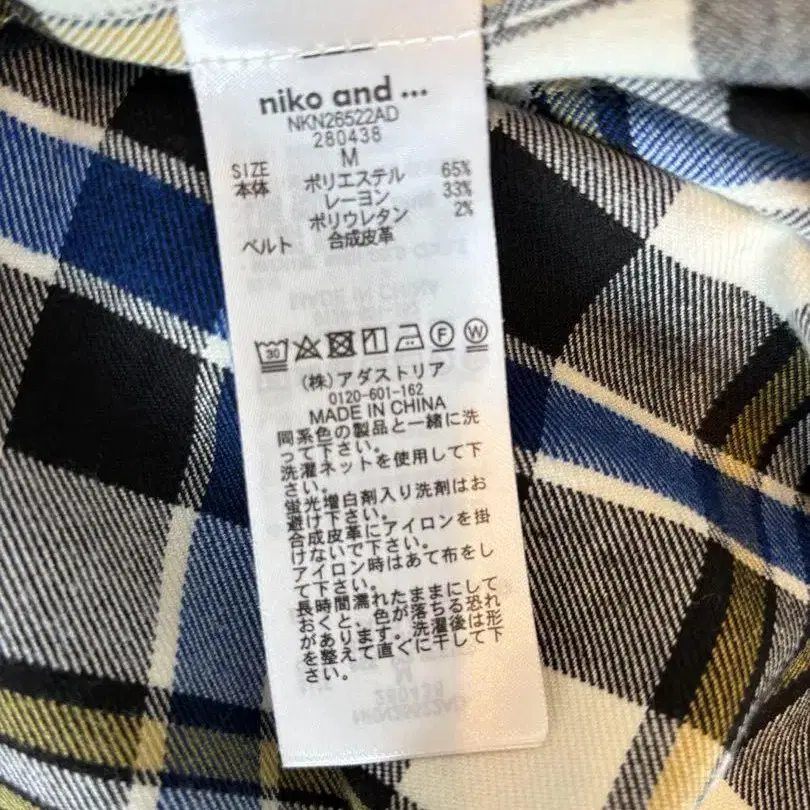 niko and ...
NKN26522AD
280438
SIZE M
本体 ポリエステル 65%
レーヨン 33%
ポリウレタン 2%
ベルト 合成皮革
30 F W
(株)アダストリア
0120-601-162
MADE IN CHINA
同系色の製品と一緒に洗
って下さい。
洗濯ネットを使用して下
さい。
蛍光増白剤入り洗剤はお
避け下さい。
合成皮革にアイロンを掛
けないで下さい。
アイロン時はあて布をし
て下さい。
長時間濡れたままにして
おくと、色が落ちる恐れ
があります。洗濯後は形
を整えて直ぐに干して下
さい。